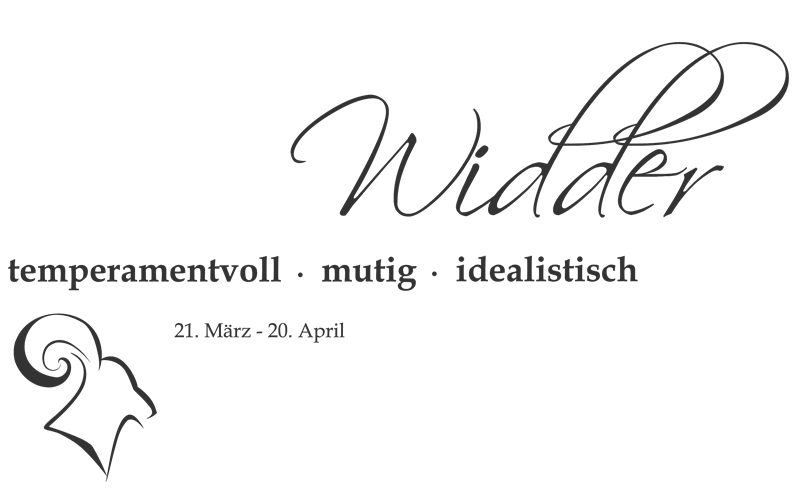 Widder
temperamentvoll · mutig · idealistisch
21. März - 20. April